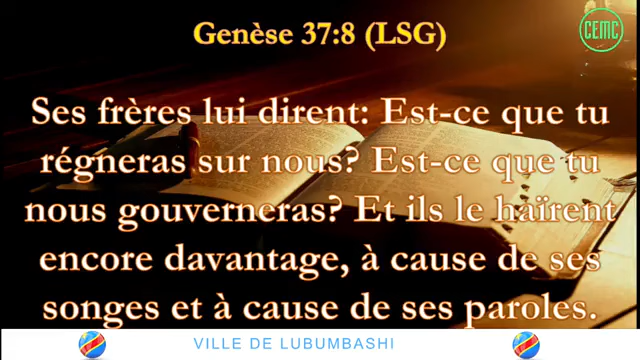 Genèse 37:8 (LSG)
CEMC
Ses frères lui dirent: Est-ce que tu
régneras sur nous? Est-ce que tu
nous gouverneras? Et ils le haïrent
encore davantage, à cause de ses
songes et à cause de ses paroles.
VILLE DE LUBUMBASHI